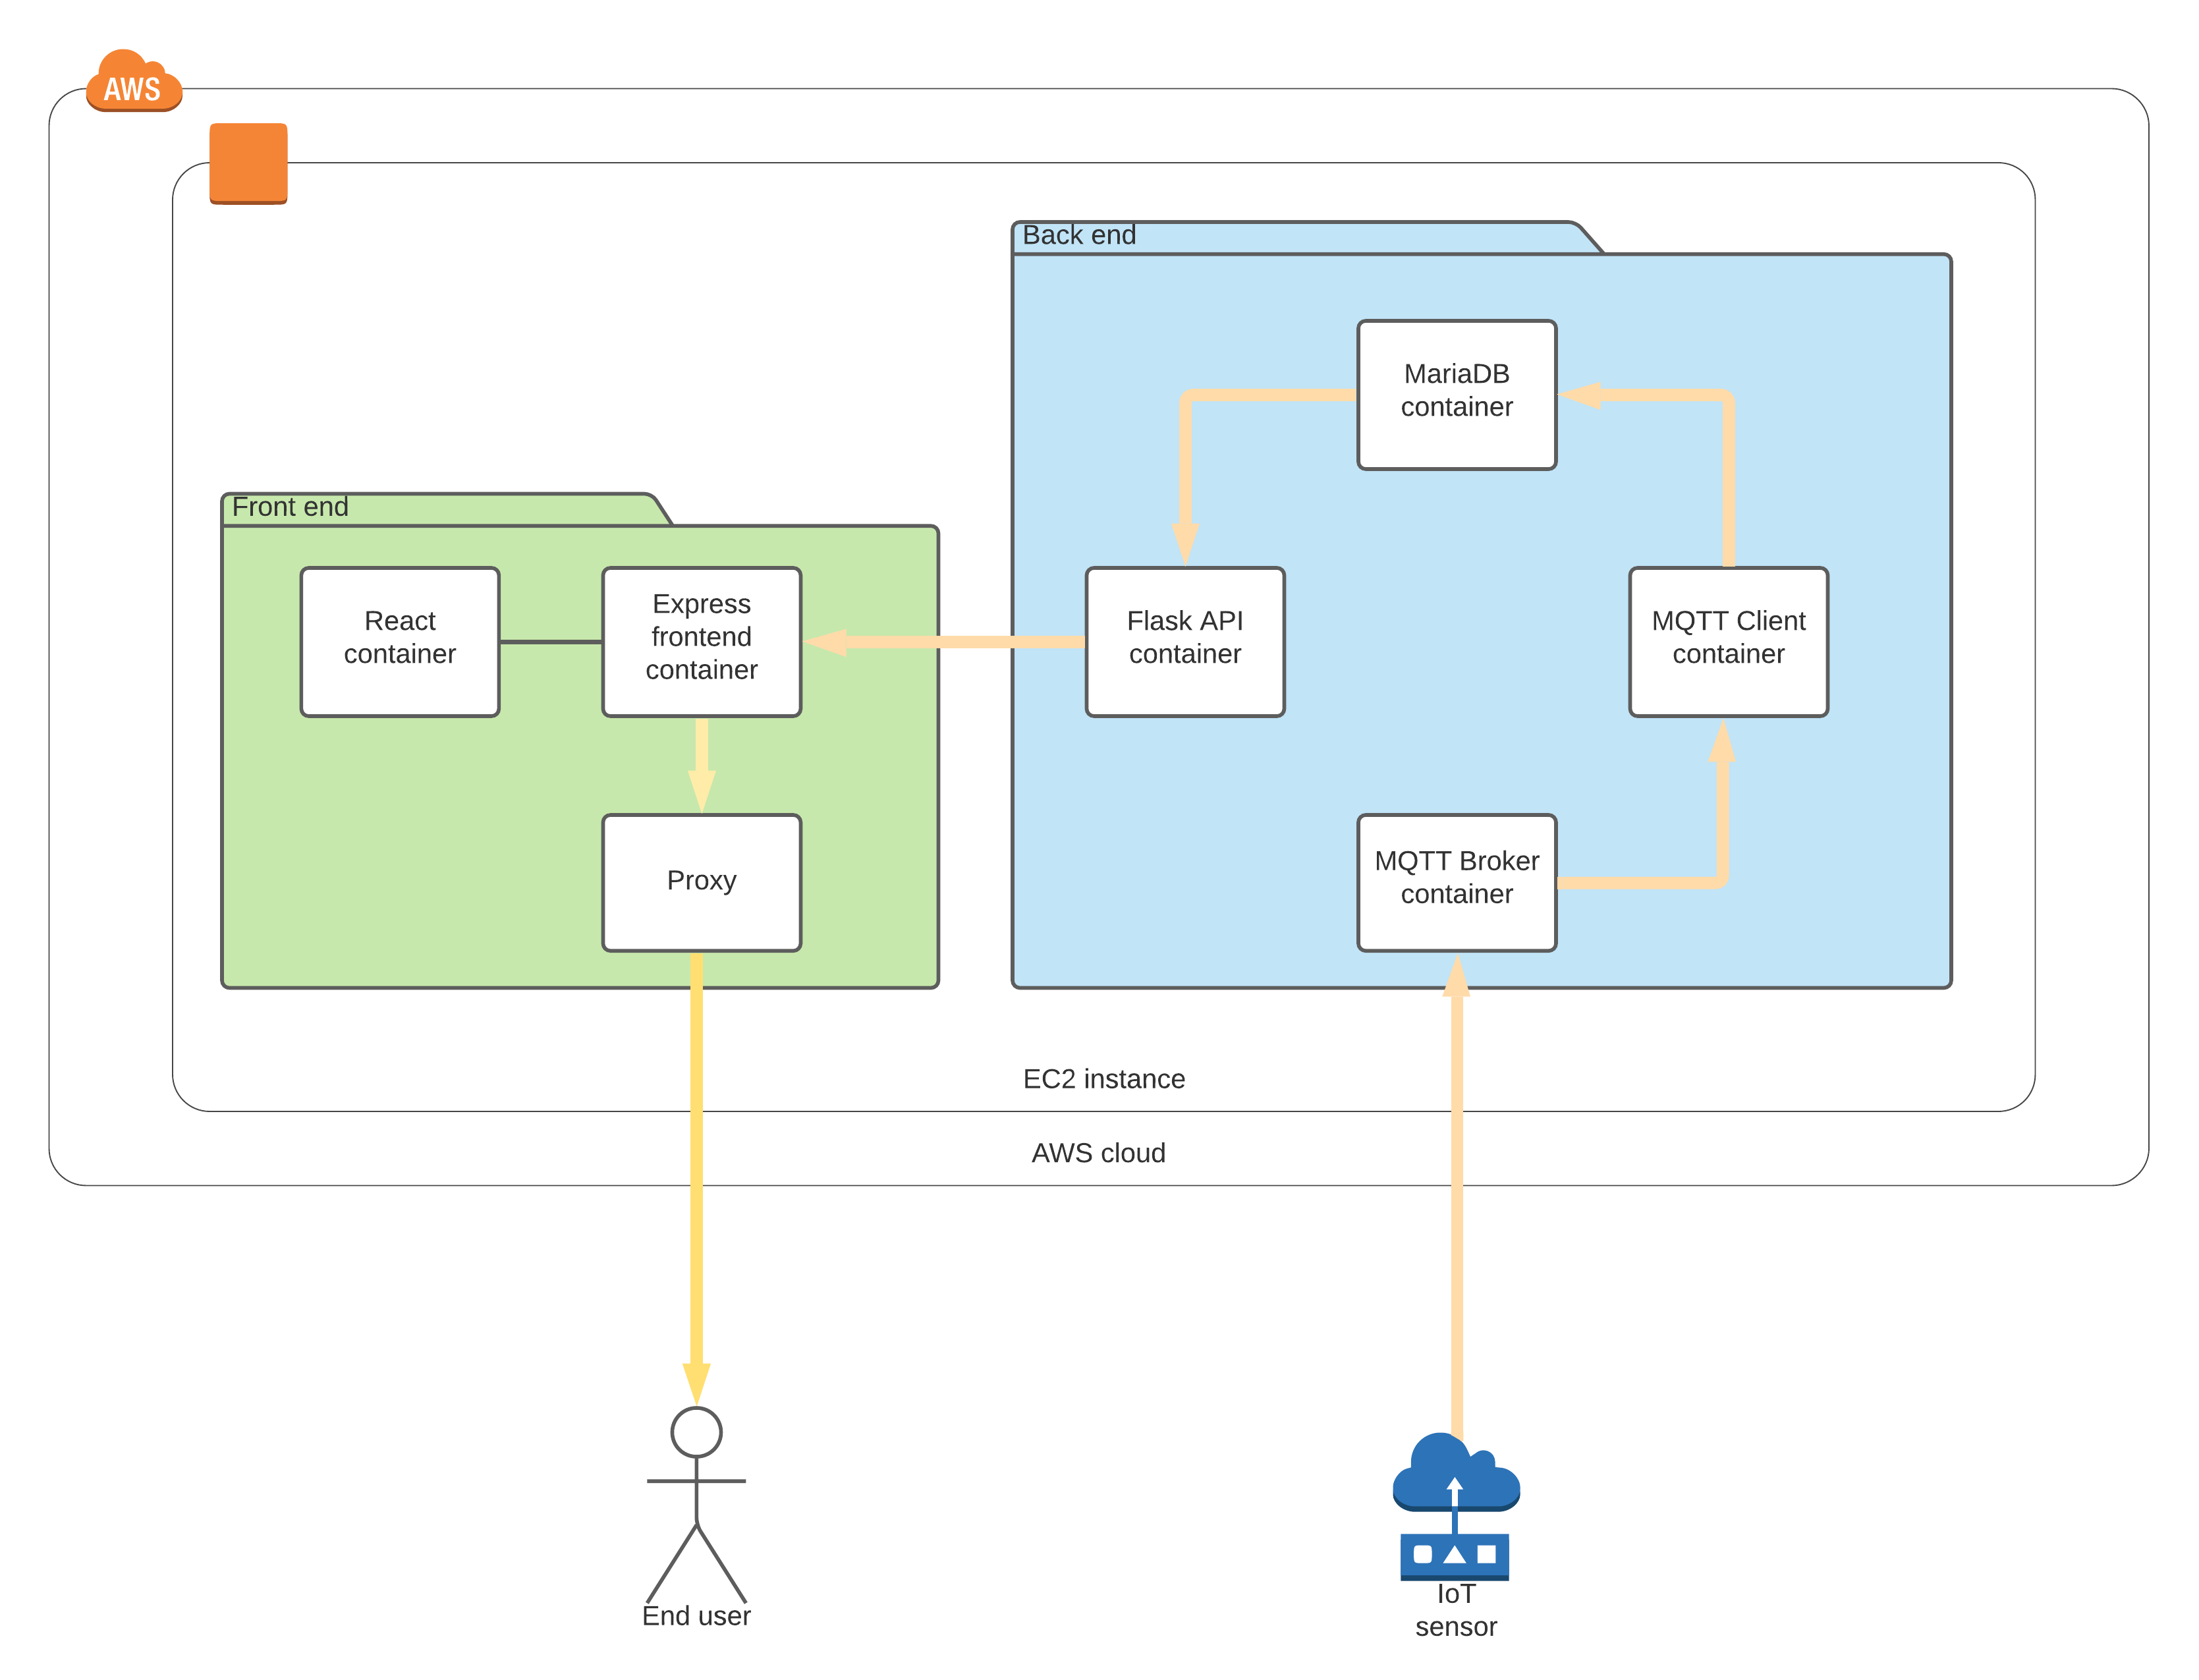 AWS
Back end
MariaDB
container
Front end
React
container
Express
frontend
container
Flask API
container
MQTT Client
container
Proxy
MQTT Broker
container
EC2 instance
AWS cloud
End user
IoT
sensor